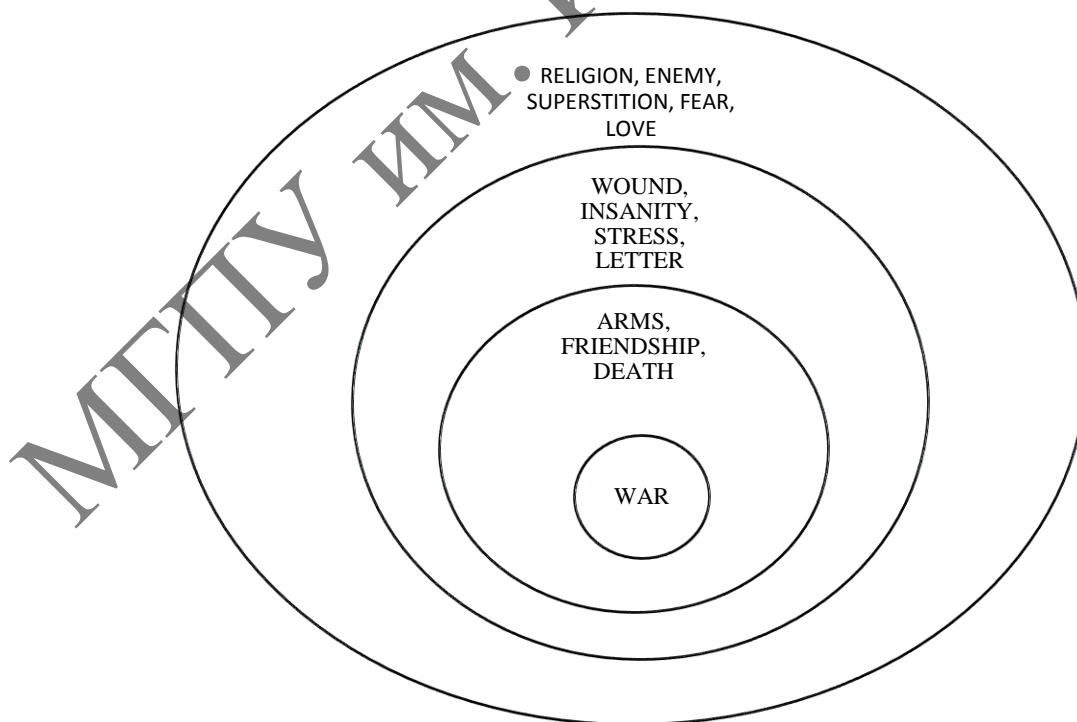 RELIGION, ENEMY,
SUPERSTITION, FEAR,
LOVE
WOUND,
INSANITY,
STRESS,
LETTER
ARMS,
FRIENDSHIP,
DEATH
WAR
МГПУ им.